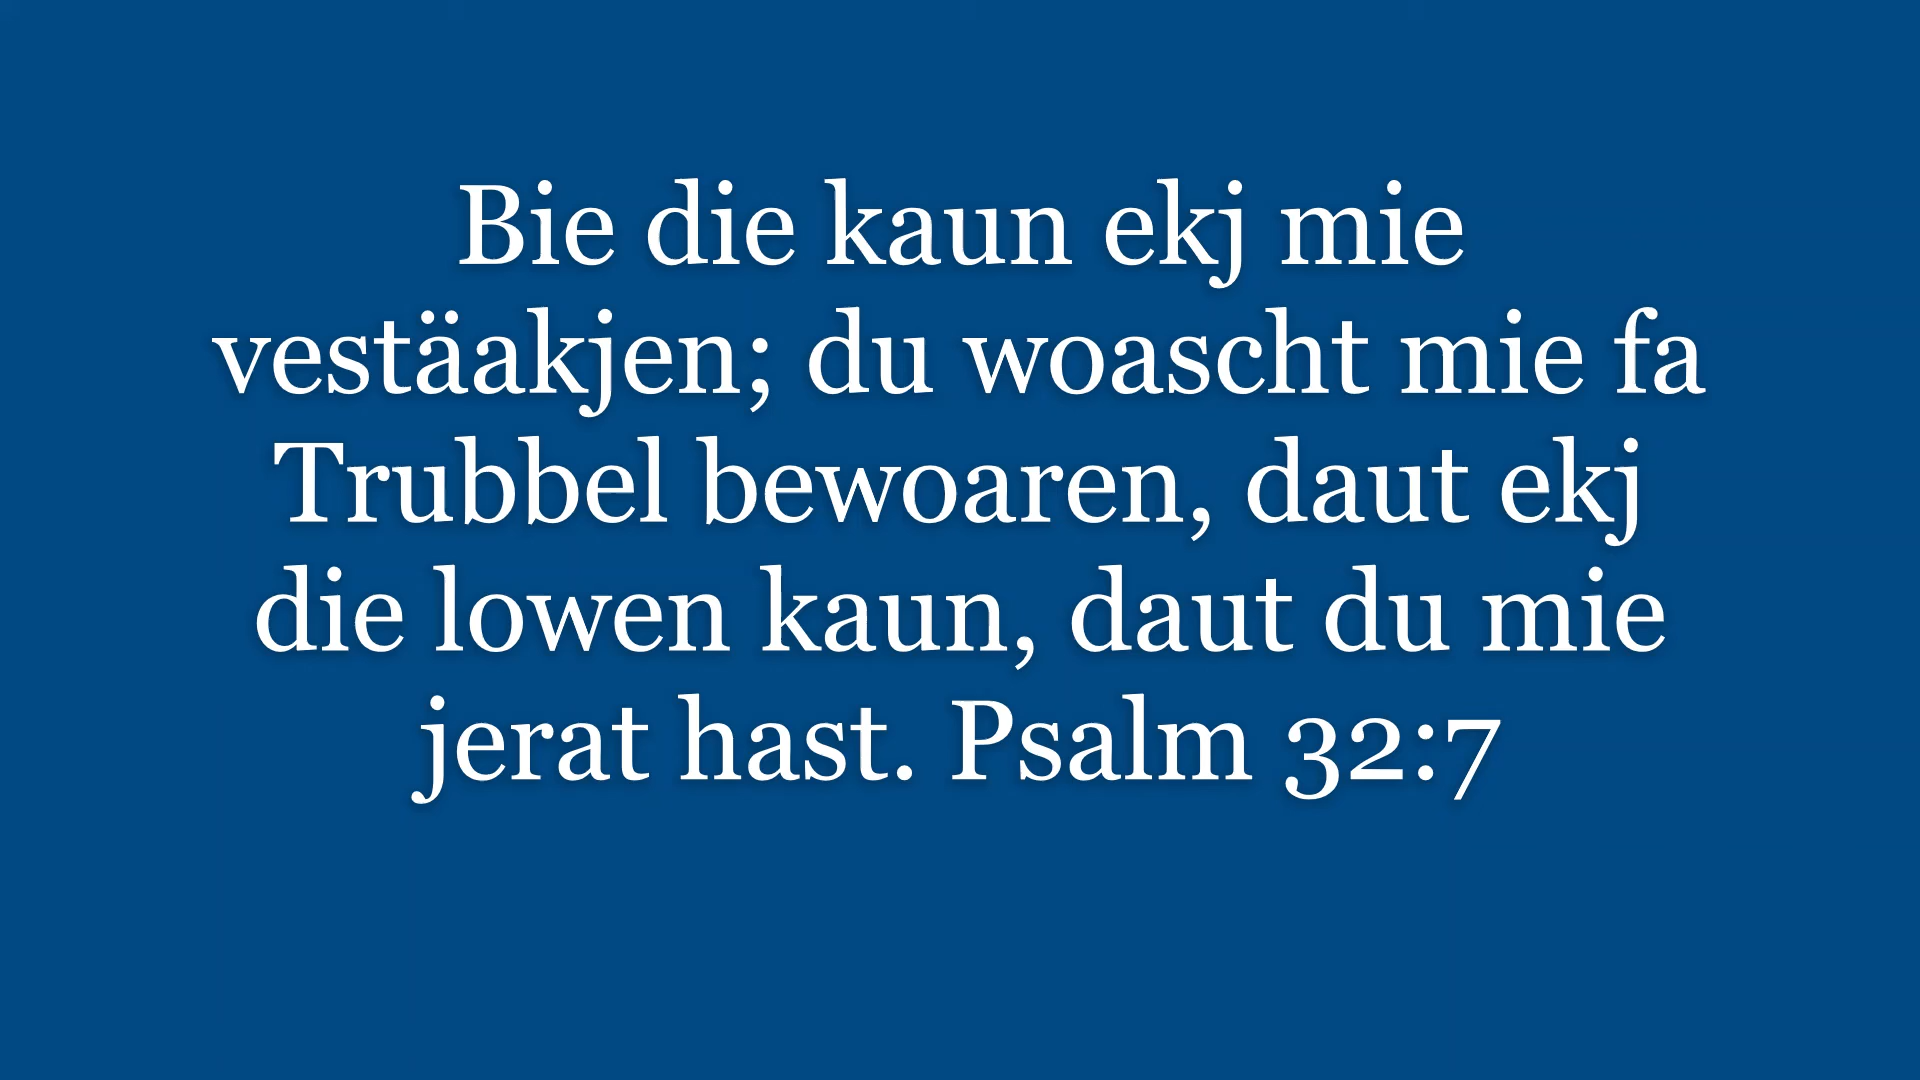 Bie die kaun ekj mie
vestäakjen; du woascht mie fa
Trubbel bewoaren, daut ekj
die lowen kaun, daut du mie
jerat hast. Psalm 32:7